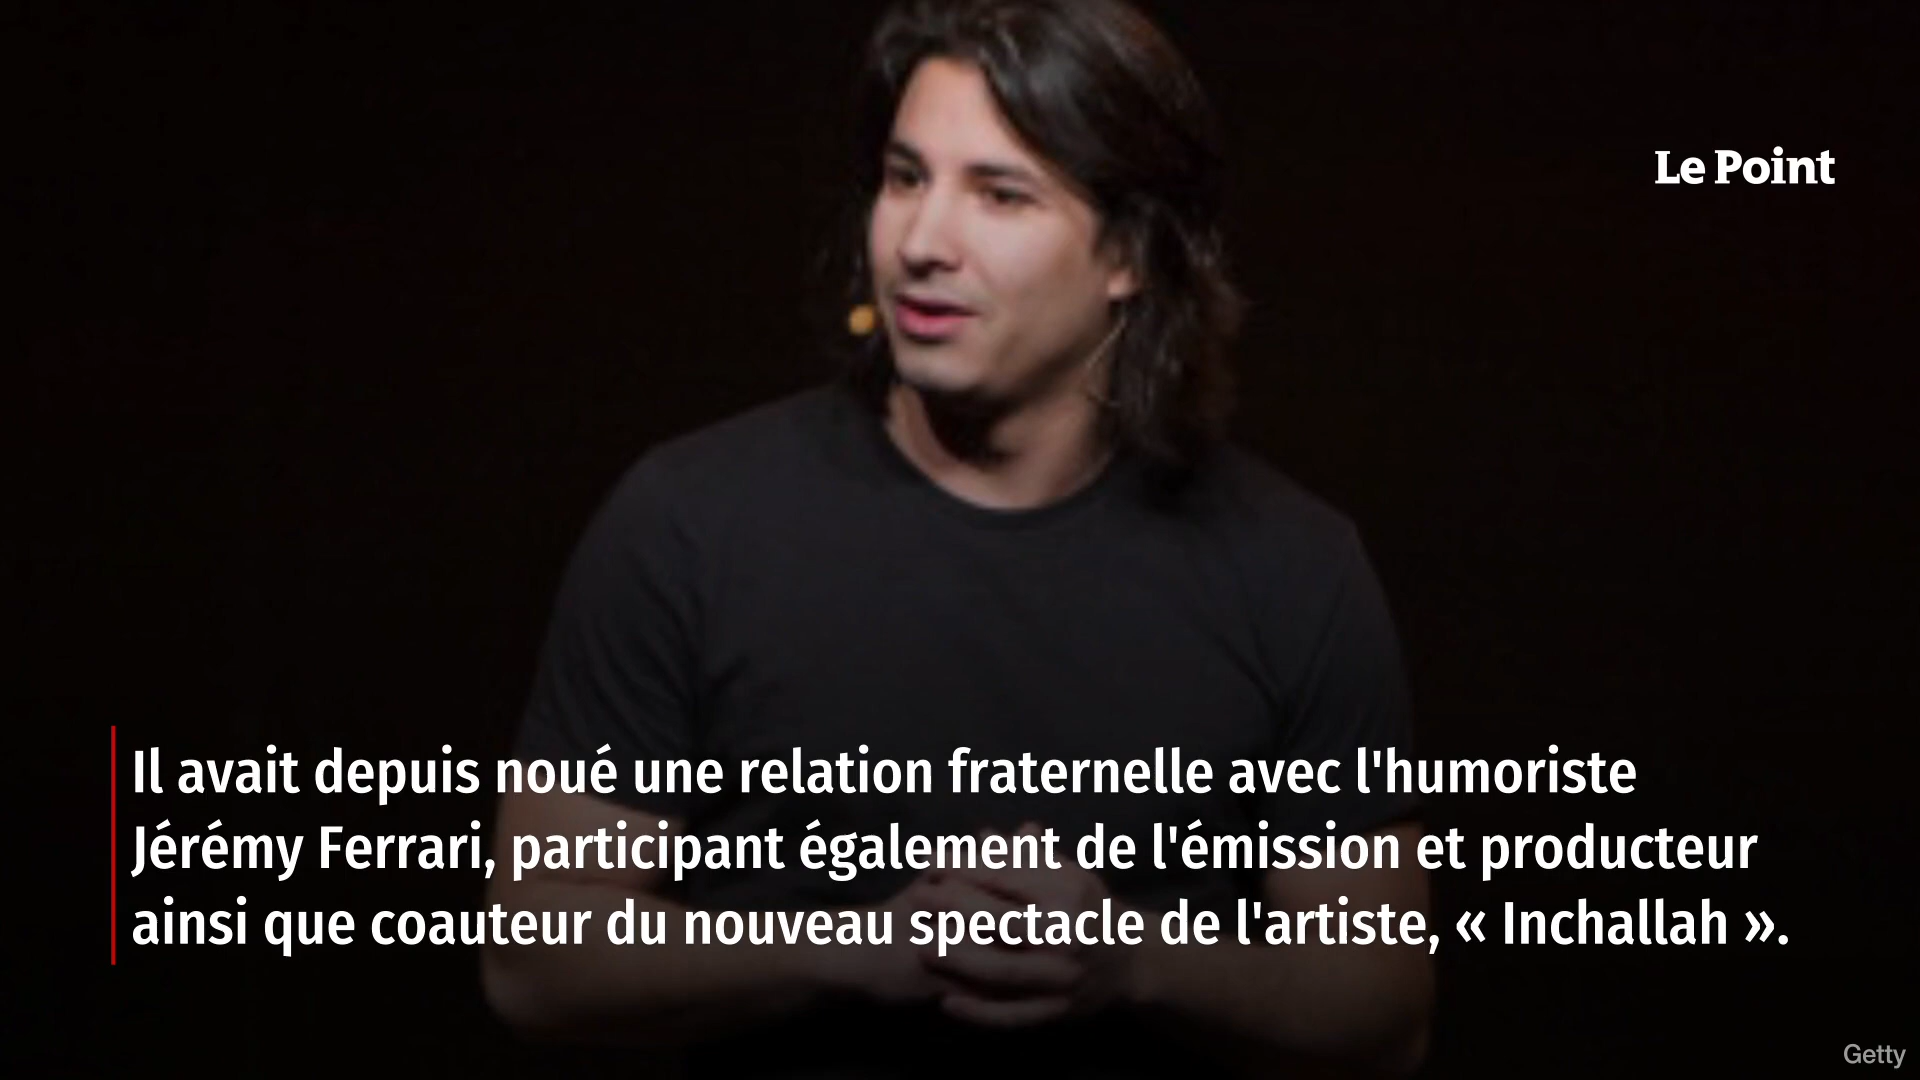 Le Point
Il avait depuis noué une relation fraternelle avec l'humoriste
Jérémy Ferrari, participant également de l'émission et producteur
ainsi que coauteur du nouveau spectacle de l'artiste, « Inchallah ».
Getty